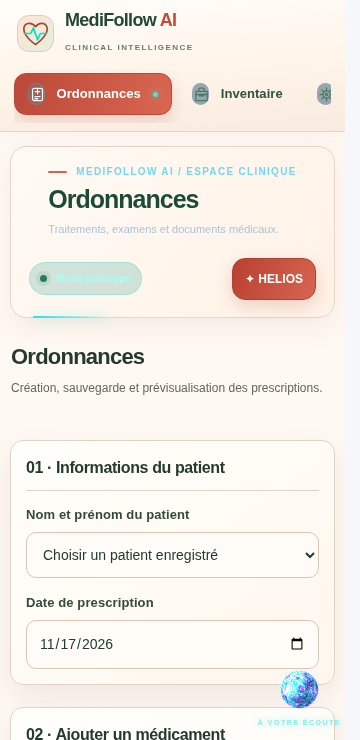 MediFollow AI
CLINICAL INTELLIGENCE
Ordonnances
Inventaire
MEDIFOLLOW AI / ESPACE CLINIQUE
Ordonnances
Traitements, examens et documents médicaux.
✦ HELIOS
Ordonnances
Création, sauvegarde et prévisualisation des prescriptions.
01 · Informations du patient
Nom et prénom du patient
Choisir un patient enregistré
Date de prescription
11/17/2026
À VOTRE ÉCOUTE
02 · Ajouter un médicament